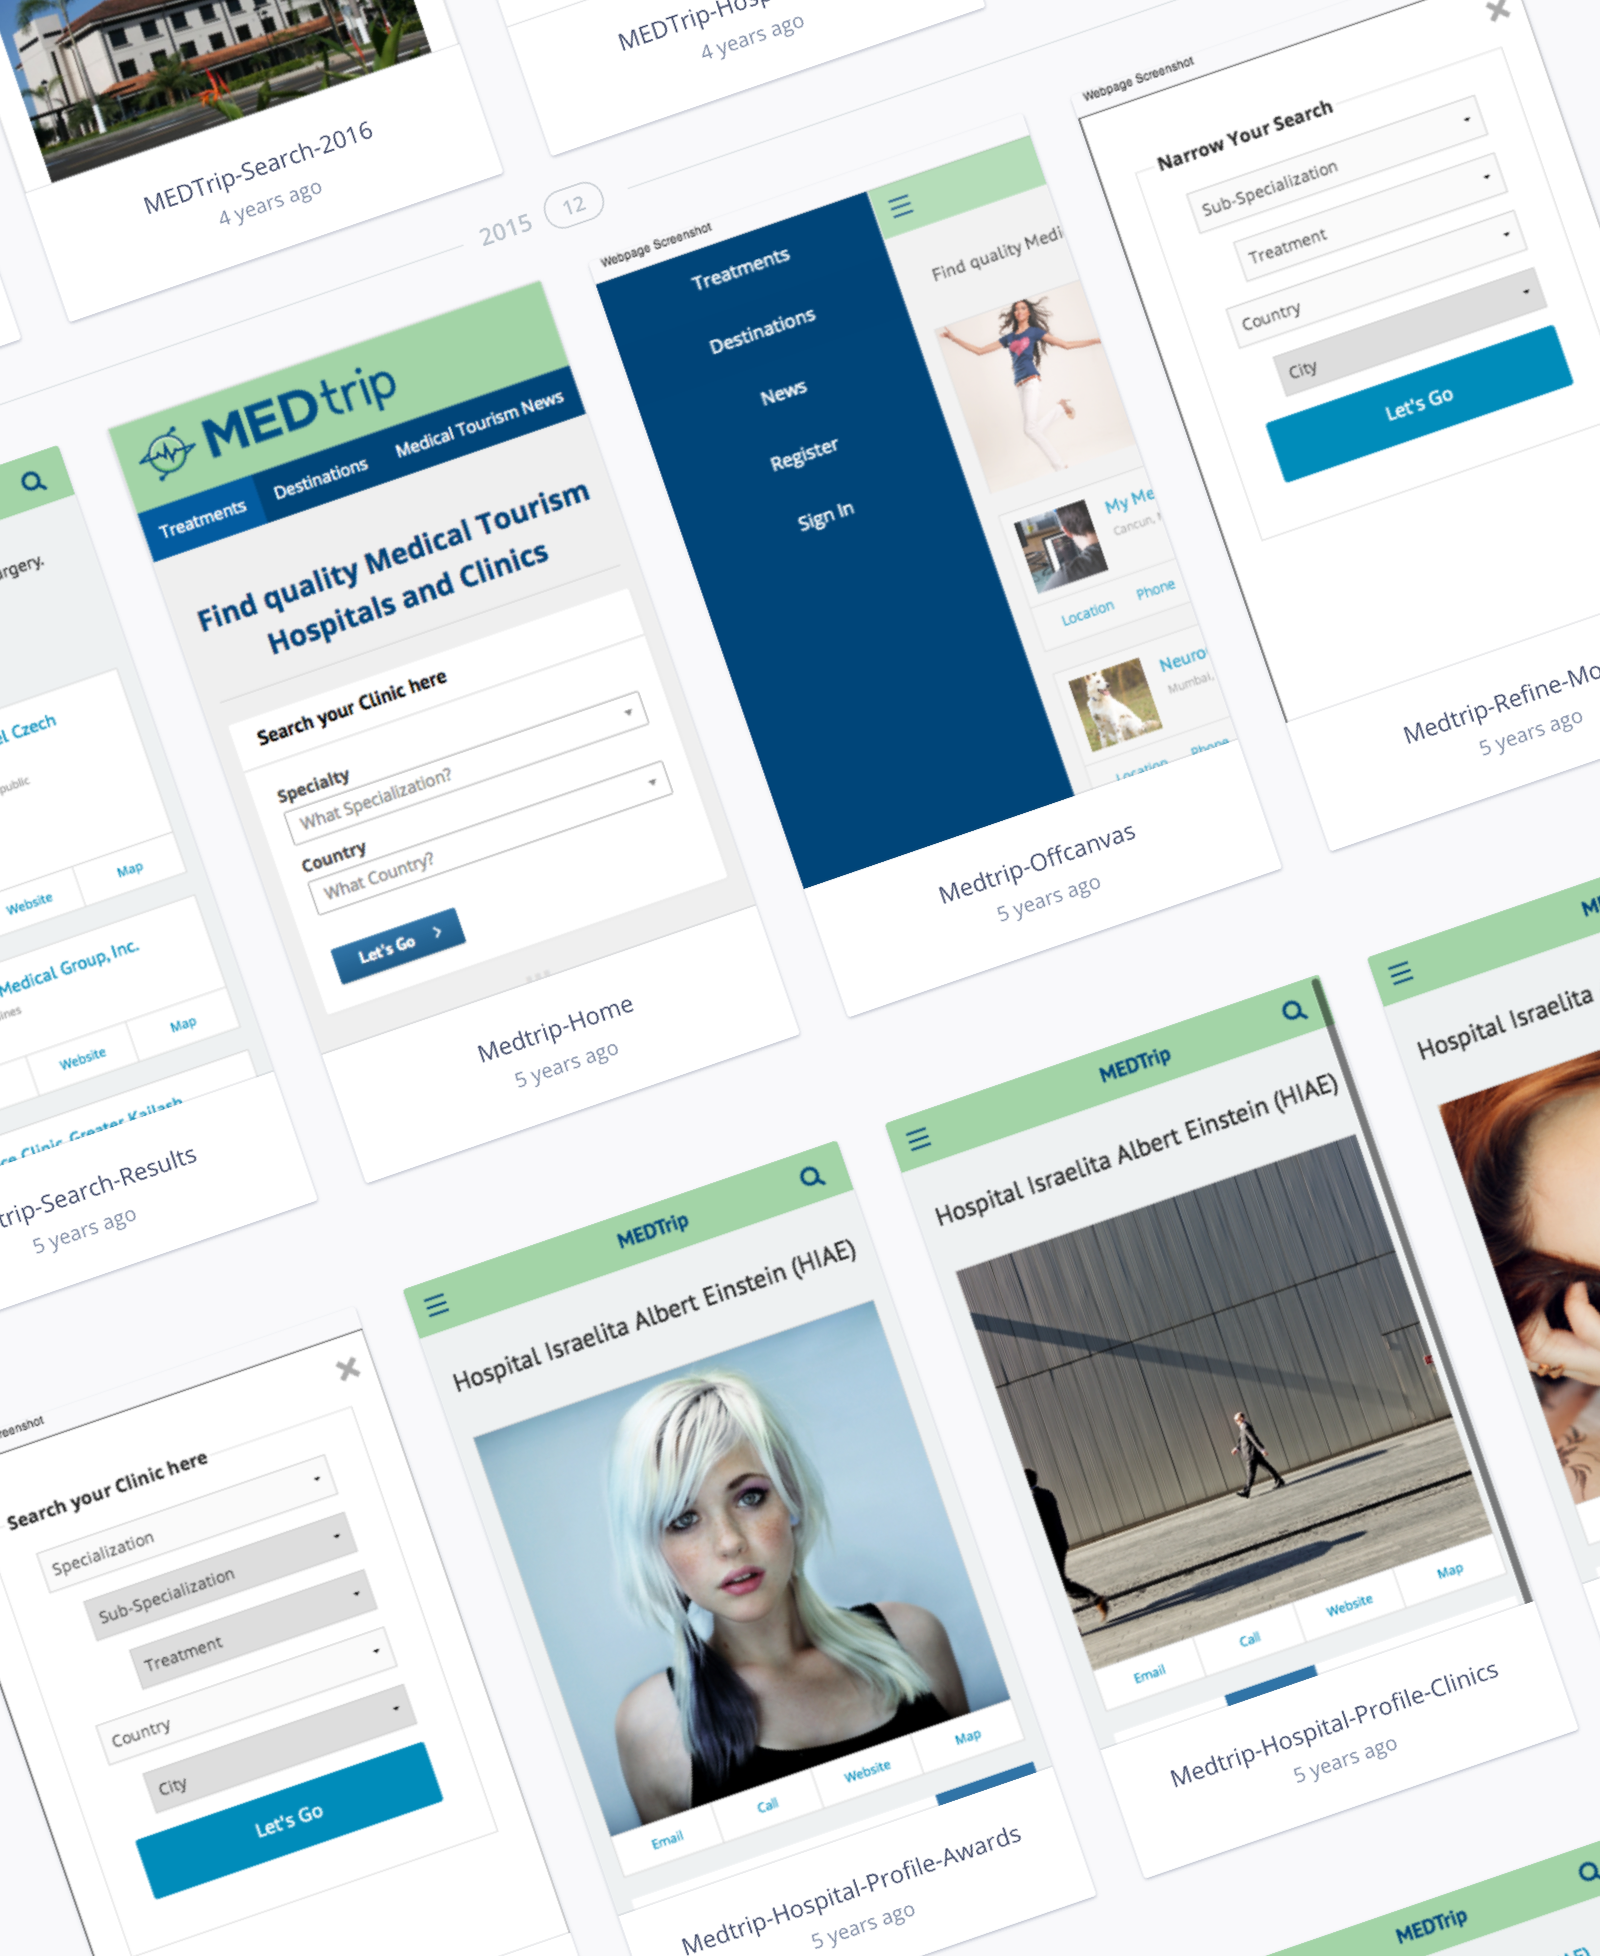 MEDTrip-Search-2016
4 years ago
4 years ago
2015 12
urgery.
el Czech
public
Website Map
Medical Group, Inc.
Website Map
ce Clinic, Greater Kailash
trip-Search-Results
5 years ago
MEDtrip
Treatments Destinations Medical Tourism News
Find quality Medical Tourism
Hospitals and Clinics
Search your Clinic here
Specialty
What Specialization?
Country
What Country?
Let's Go
Medtrip-Home
5 years ago
Webpage Screenshot
Treatments
Destinations
News
Register
Sign In
Find quality Medi
My Me
Cancun,
Location Phone
Neuro
Mumbai,
Location Phone
Medtrip-Offcanvas
5 years ago
Webpage Screenshot
Narrow Your Search
Sub-Specialization
Treatment
Country
City
Let's Go
Medtrip-Refine-Mo
5 years ago
reenshot
Search your Clinic here
Specialization
Sub-Specialization
Treatment
Country
City
Let's Go
MEDTrip
Hospital Israelita Albert Einstein (HIAE)
Email Call Website Map
Medtrip-Hospital-Profile-Awards
5 years ago
MEDTrip
Hospital Israelita Albert Einstein (HIAE)
Email Call Website Map
Medtrip-Hospital-Profile-Clinics
5 years ago
Hospital Israelita
MEDTrip